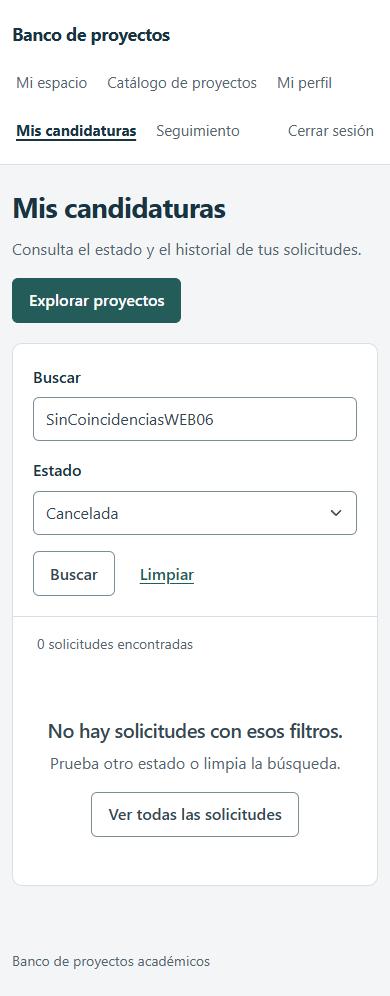 Banco de proyectos
Mi espacio Catálogo de proyectos Mi perfil
Mis candidaturas Seguimiento Cerrar sesión
Mis candidaturas
Consulta el estado y el historial de tus solicitudes.
Explorar proyectos
Buscar
SinCoincidenciasWEB06
Estado
Cancelada
Buscar Limpiar
0 solicitudes encontradas
No hay solicitudes con esos filtros.
Prueba otro estado o limpia la búsqueda.
Ver todas las solicitudes
Banco de proyectos académicos